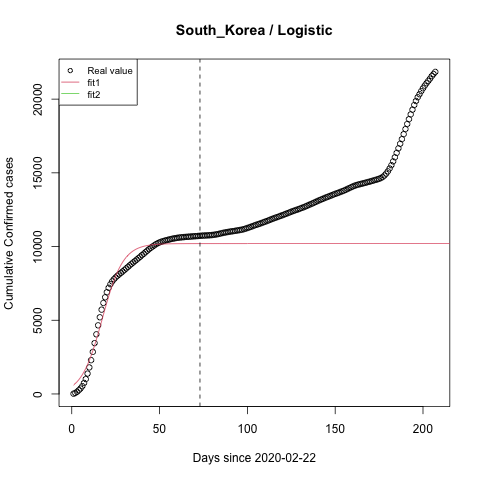 South_Korea / Logistic
Real value
fit1
fit2
Cumulative Confirmed cases
20000
15000
10000
5000
0
0 50 100 150 200
Days since 2020-02-22